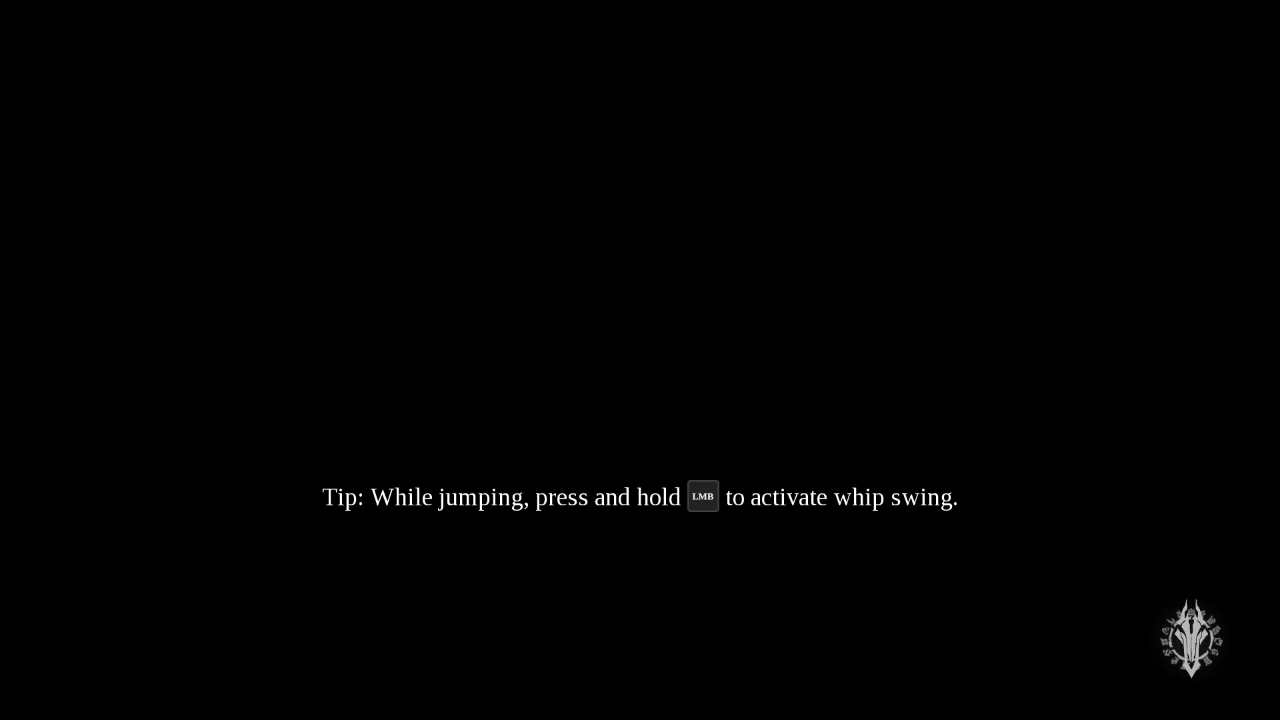 Tip: While jumping, press and hold LMB to activate whip swing.